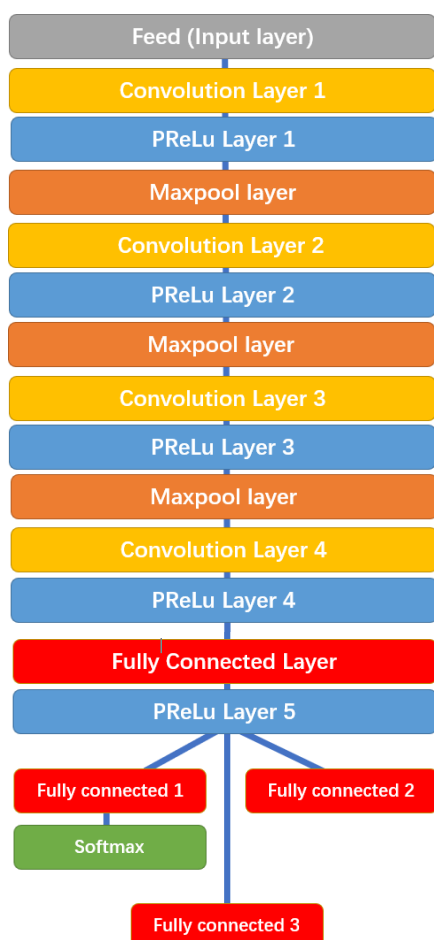 Feed (Input layer)
Convolution Layer 1
PReLu Layer 1
Maxpool layer
Convolution Layer 2
PReLu Layer 2
Maxpool layer
Convolution Layer 3
PReLu Layer 3
Maxpool layer
Convolution Layer 4
PReLu Layer 4
Fully Connected Layer
PReLu Layer 5
Fully connected 1
Fully connected 2
Softmax
Fully connected 3